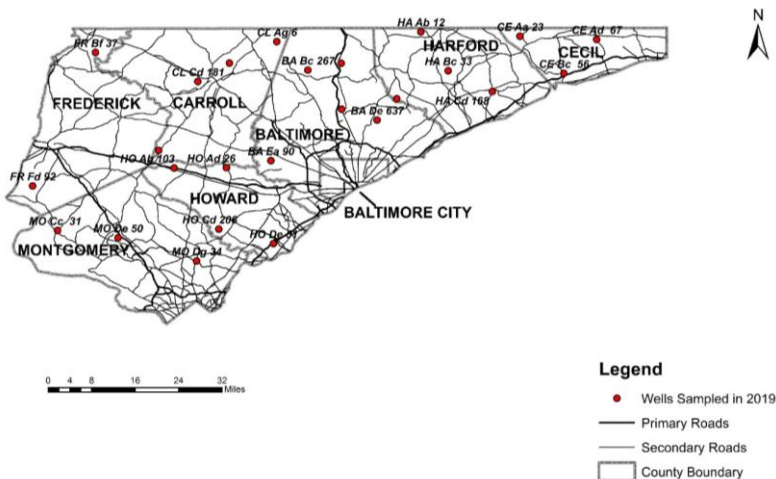 N
HA Ab 12
CE Aa 23
CE Ad 67
CL Ag 6
FR Bf 37
HARFORD
CECIL
BA Bc 267
HA Bc 33
CE Bc 56
CL Cd 181
HA Cd 168
FREDERICK
CARROLL
BA De 637
BALTIMORE
HO Ab 103
HO Ad 26
BA Ea 90
FR Fd 92
HOWARD
BALTIMORE CITY
MO Cc 31
MO De 50
HO Cd 206
MONTGOMERY
MO Dg 34
0 4 8 16 24 32
Miles
Legend
Wells Sampled in 2019
Primary Roads
Secondary Roads
County Boundary